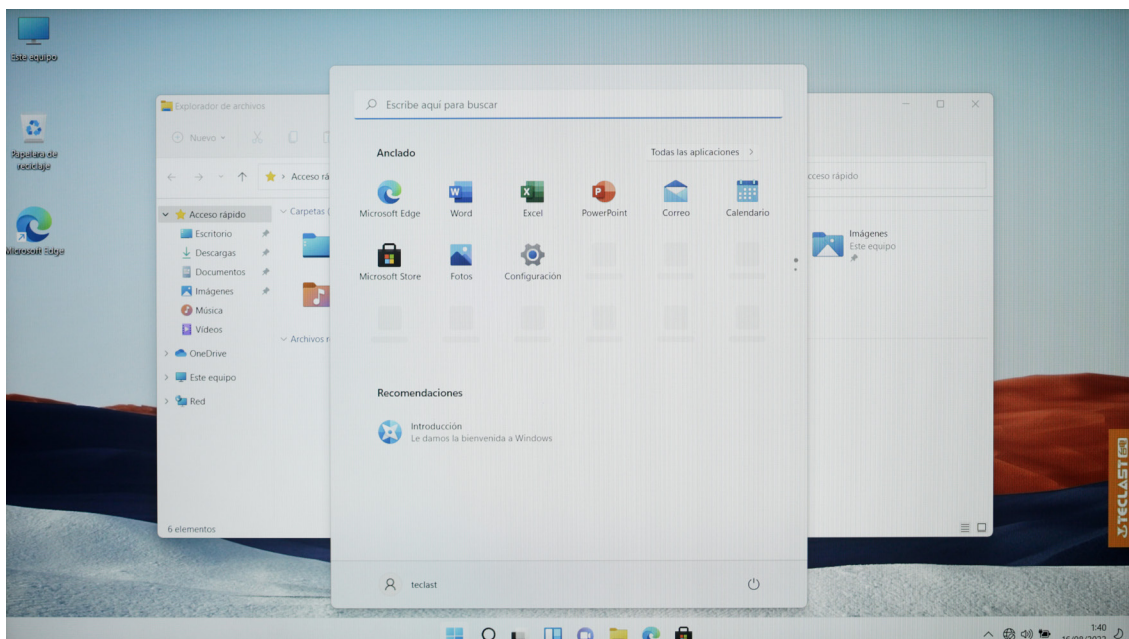 Este equipo
Papelera de
reciclaje
Microsoft Edge
Explorador de archivos
Nuevo
Acceso rá
cceso rápido
Acceso rápido
Escritorio
Descargas
Documentos
Imágenes
Música
Vídeos
OneDrive
Este equipo
Red
6 elementos
Carpetas (
Archivos r
Imágenes
Este equipo
Escribe aquí para buscar
Anclado
Todas las aplicaciones
Microsoft Edge
Word
Excel
PowerPoint
Correo
Calendario
Microsoft Store
Fotos
Configuración
Recomendaciones
Introducción
Le damos la bienvenida a Windows
teclast
TECLAST
1:40